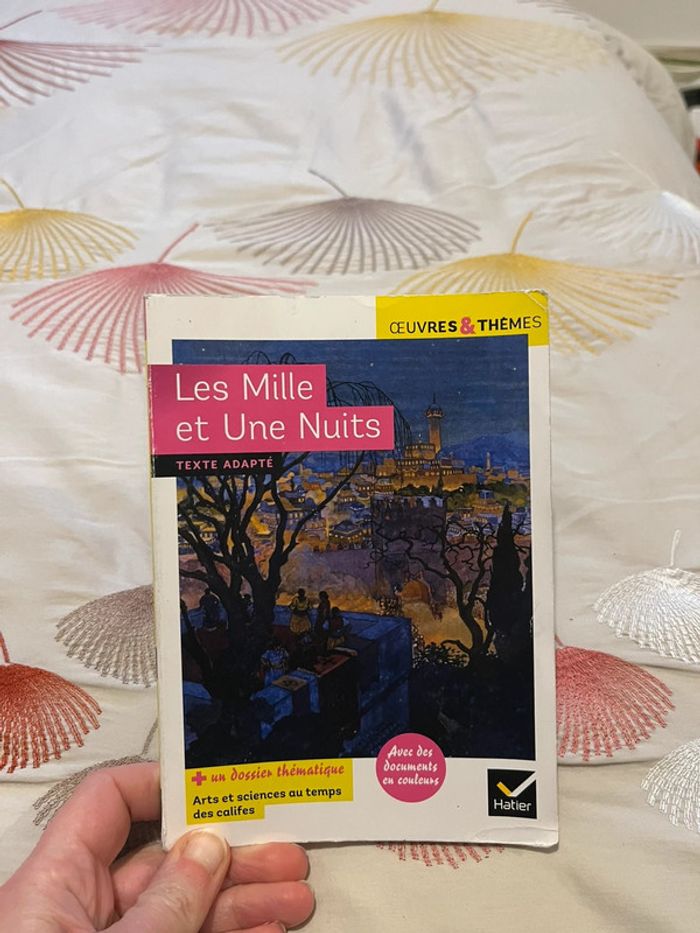 ŒUVRES & THÈMES
Les Mille
et Une Nuits
TEXTE ADAPTÉ
+ un dossier thématique
Arts et sciences au temps
des califes
Avec des
documents
en couleurs
Hatier